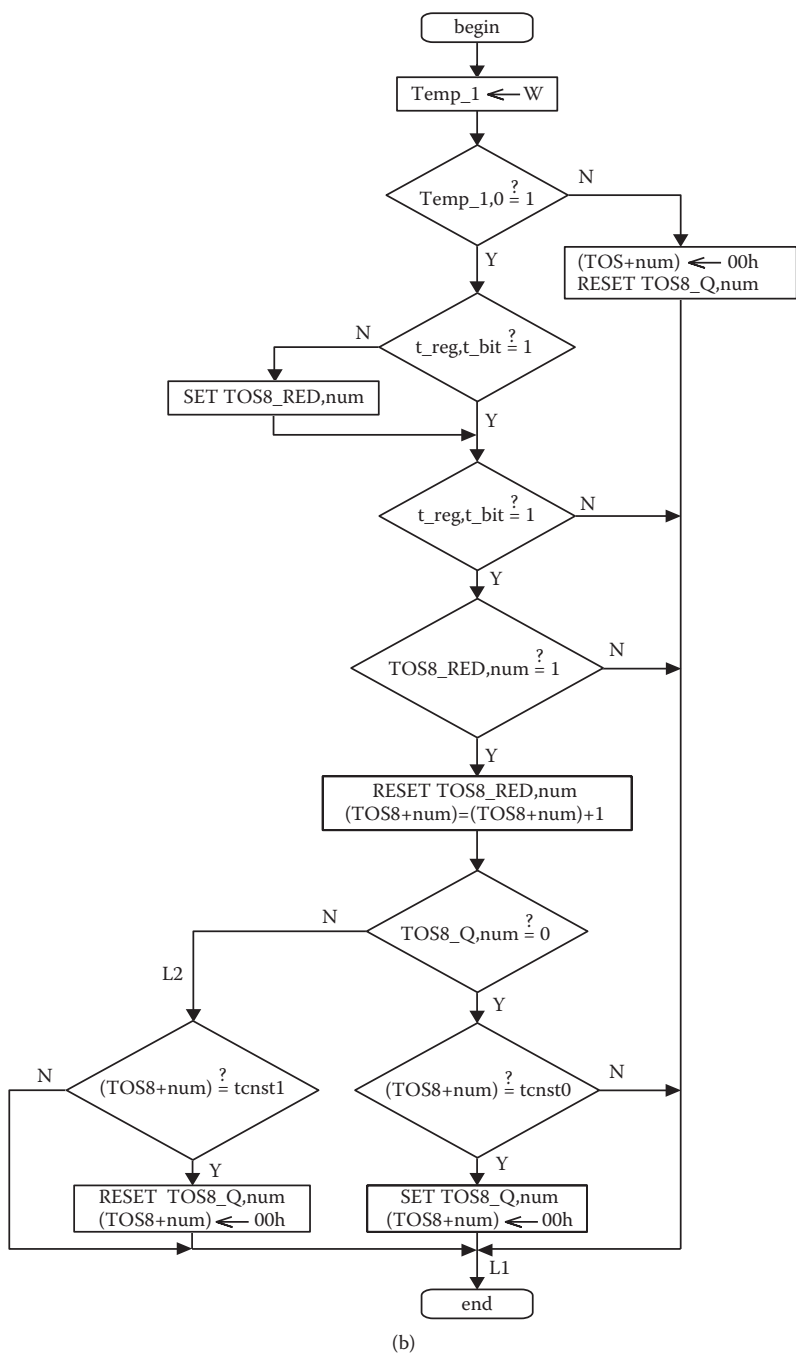 begin
Temp_1 ← W
Temp_1,0 ≟ 1
N
Y
(TOS+num) ← 00h
RESET TOS8_Q,num
N
t_reg,t_bit ≟ 1
SET TOS8_RED,num
Y
t_reg,t_bit ≟ 1
N
Y
TOS8_RED,num ≟ 1
N
Y
RESET TOS8_RED,num
(TOS8+num)=(TOS8+num)+1
N
TOS8_Q,num ≟ 0
L2
Y
N
(TOS8+num) ≟ tcnst1
(TOS8+num) ≟ tcnst0
N
Y
Y
RESET TOS8_Q,num
(TOS8+num) ← 00h
SET TOS8_Q,num
(TOS8+num) ← 00h
L1
end
(b)